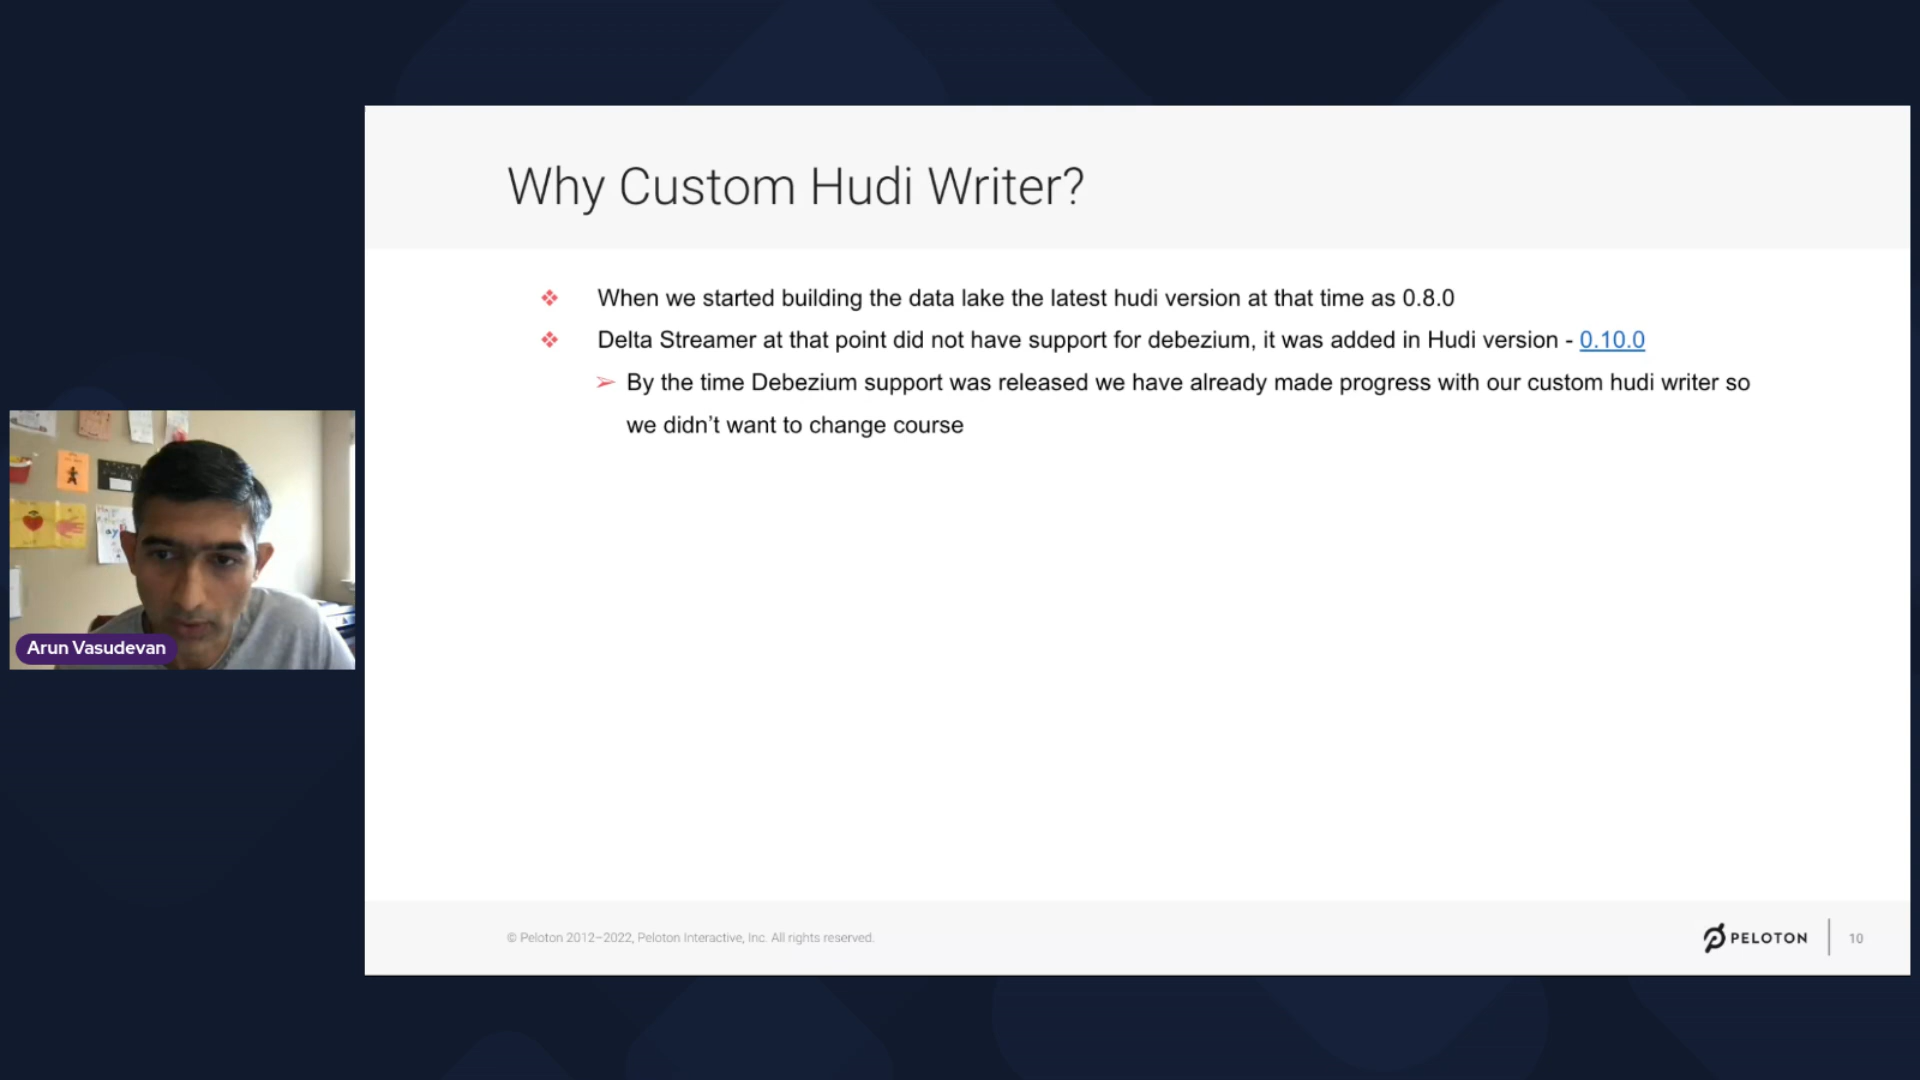 Why Custom Hudi Writer?
❖ When we started building the data lake the latest hudi version at that time as 0.8.0
❖ Delta Streamer at that point did not have support for debezium, it was added in Hudi version - 0.10.0
➢ By the time Debezium support was released we have already made progress with our custom hudi writer so
we didn’t want to change course
Arun Vasudevan
© Peloton 2012–2022, Peloton Interactive, Inc. All rights reserved.
PELOTON
10